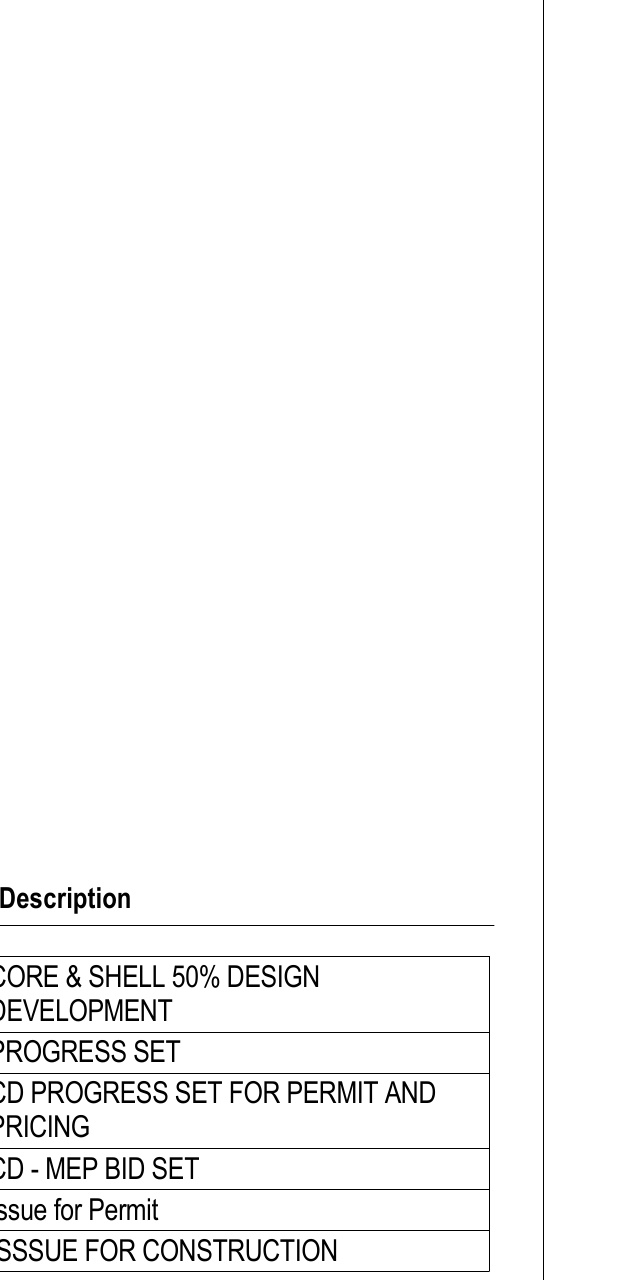 Description
CORE & SHELL 50% DESIGN
DEVELOPMENT
PROGRESS SET
CD PROGRESS SET FOR PERMIT AND
PRICING
CD - MEP BID SET
ssue for Permit
SSSUE FOR CONSTRUCTION